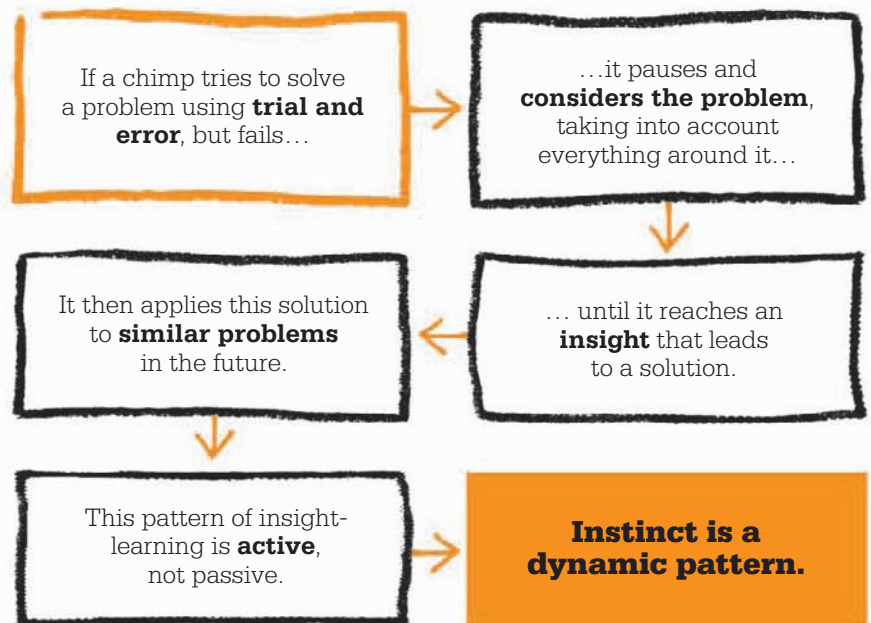 If a chimp tries to solve
a problem using trial and
error, but fails…
…it pauses and
considers the problem,
taking into account
everything around it…
… until it reaches an
insight that leads
to a solution.
It then applies this solution
to similar problems
in the future.
This pattern of insight-
learning is active,
not passive.
Instinct is a
dynamic pattern.